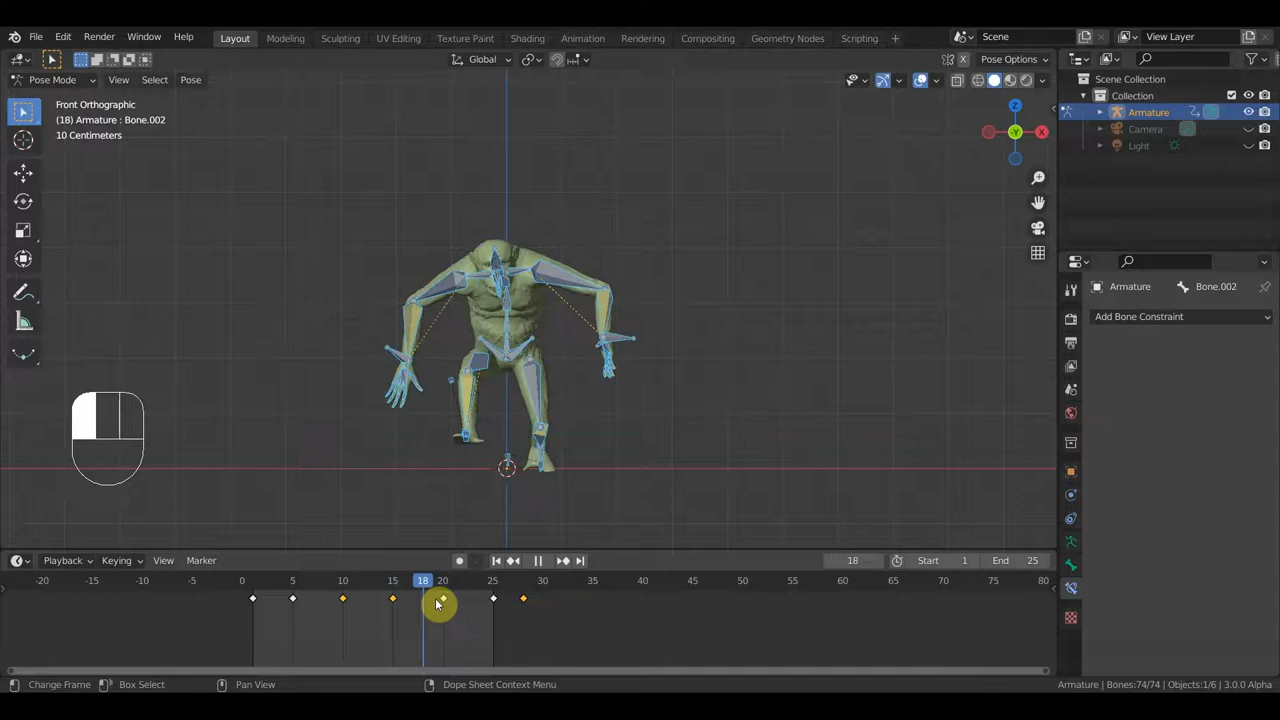 File Edit Render Window Help Layout Modeling Sculpting UV Editing Texture Paint Shading Animation Rendering Compositing Geometry Nodes Scripting + Scene View Layer
Global X Pose Options
Pose Mode View Select Pose
Front Orthographic
(18) Armature : Bone.002
10 Centimeters
Z
-Y X
Scene Collection
Collection
Armature
Camera
Light
Armature Bone.002
Add Bone Constraint
Playback Keying View Marker 18 Start 1 End 25
-20 -15 -10 -5 0 5 10 15 18 20 25 30 35 40 45 50 55 60 65 70 75 80
Change Frame Box Select Pan View Dope Sheet Context Menu Armature | Bones:74/74 | Objects:1/6 | 3.0.0 Alpha